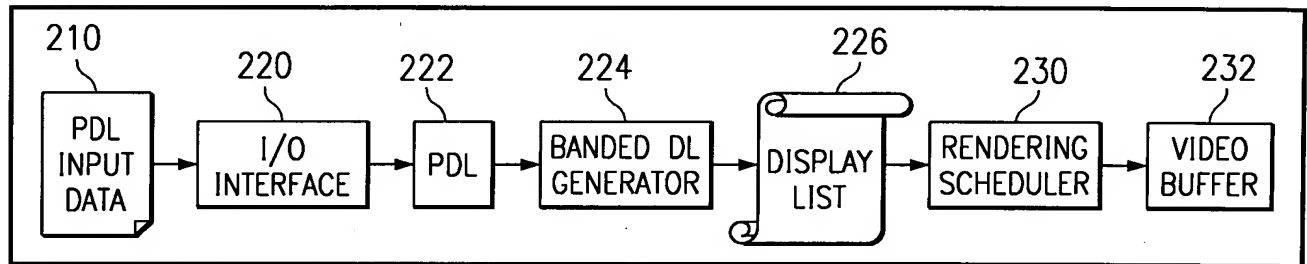 210
220
222
224
226
230
232
PDL
INPUT
DATA
I/O
INTERFACE
PDL
BANDED DL
GENERATOR
DISPLAY
LIST
RENDERING
SCHEDULER
VIDEO
BUFFER